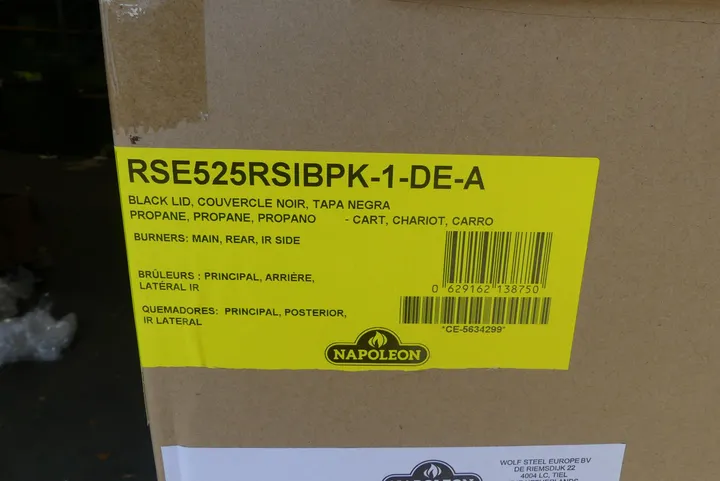 RSE525RSIBPK-1-DE-A
BLACK LID, COUVERCLE NOIR, TAPA NEGRA
PROPANE, PROPANE, PROPANO - CART, CHARIOT, CARRO
BURNERS: MAIN, REAR, IR SIDE
0 629162 138750
BRÛLEURS : PRINCIPAL, ARRIÈRE,
LATÉRAL IR
QUEMADORES: PRINCIPAL, POSTERIOR,
IR LATERAL
*CE-5634299*
NAPOLEON
NAPOLEON
WOLF STEEL EUROPE BV
DE RIEMSDIJK 22
4004 LC, TIEL